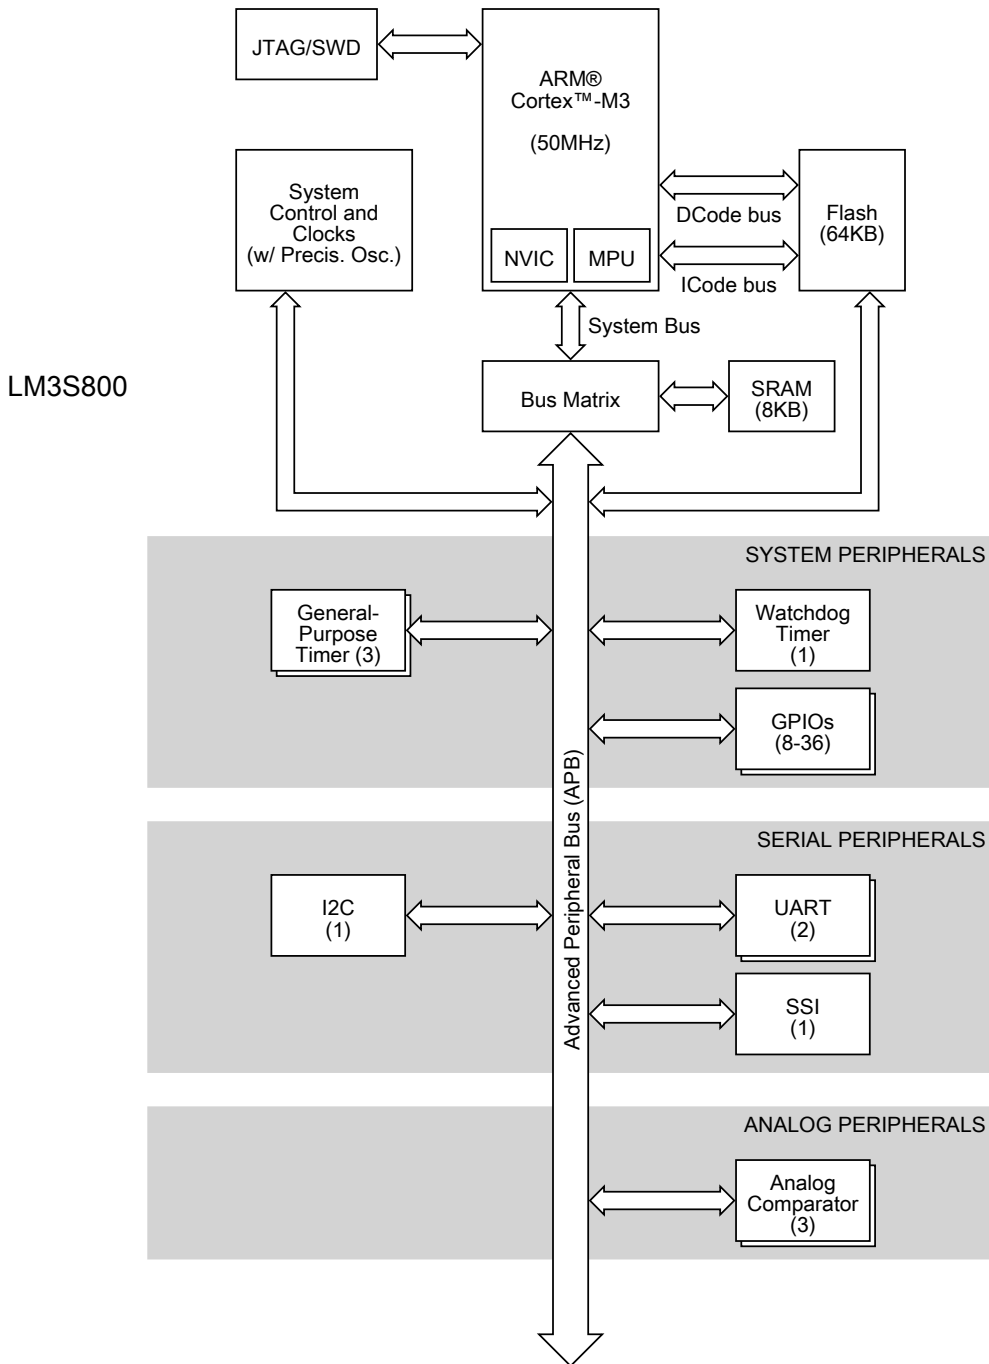 JTAG/SWD
ARM®
Cortex™-M3
(50MHz)
NVIC
MPU
System
Control and
Clocks
(w/ Precis. Osc.)
DCode bus
ICode bus
Flash
(64KB)
System Bus
LM3S800
Bus Matrix
SRAM
(8KB)
Advanced Peripheral Bus (APB)
SYSTEM PERIPHERALS
General-
Purpose
Timer (3)
Watchdog
Timer
(1)
GPIOs
(8-36)
SERIAL PERIPHERALS
I2C
(1)
UART
(2)
SSI
(1)
ANALOG PERIPHERALS
Analog
Comparator
(3)